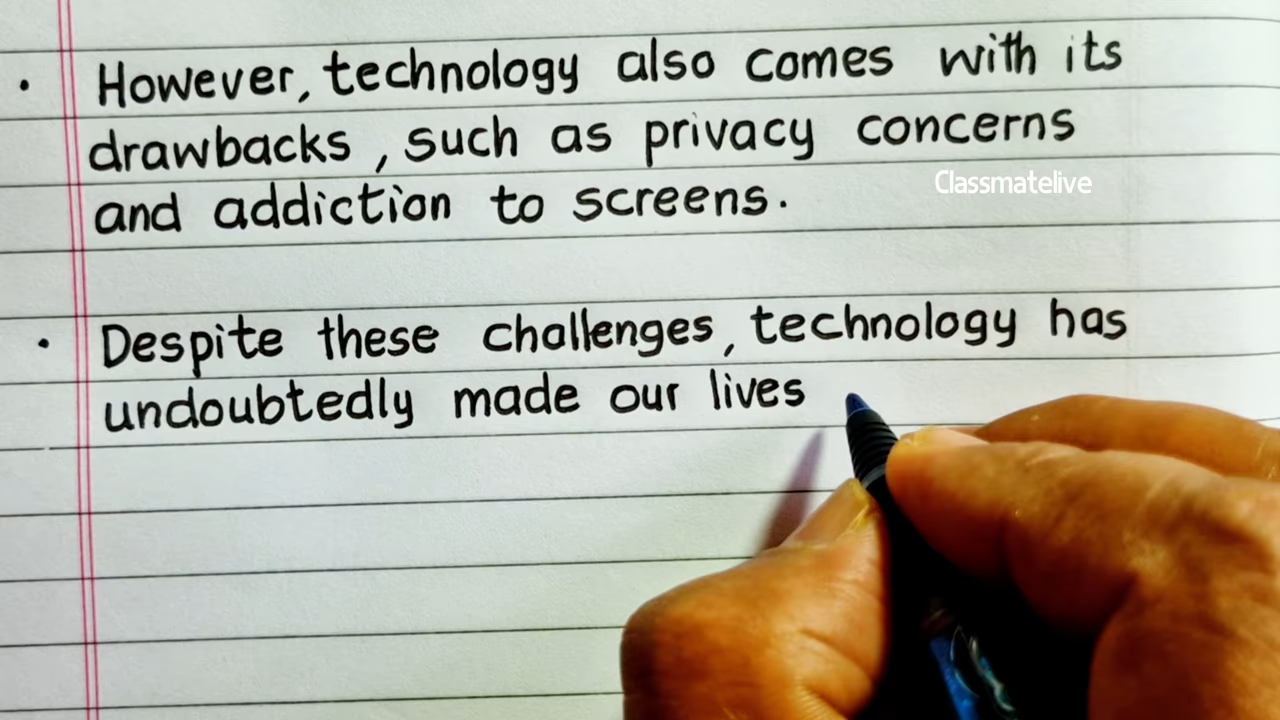 • However, technology also comes with its
drawbacks, such as privacy concerns
Classmatelive
and addiction to screens.
• Despite these challenges, technology has
undoubtedly made our lives